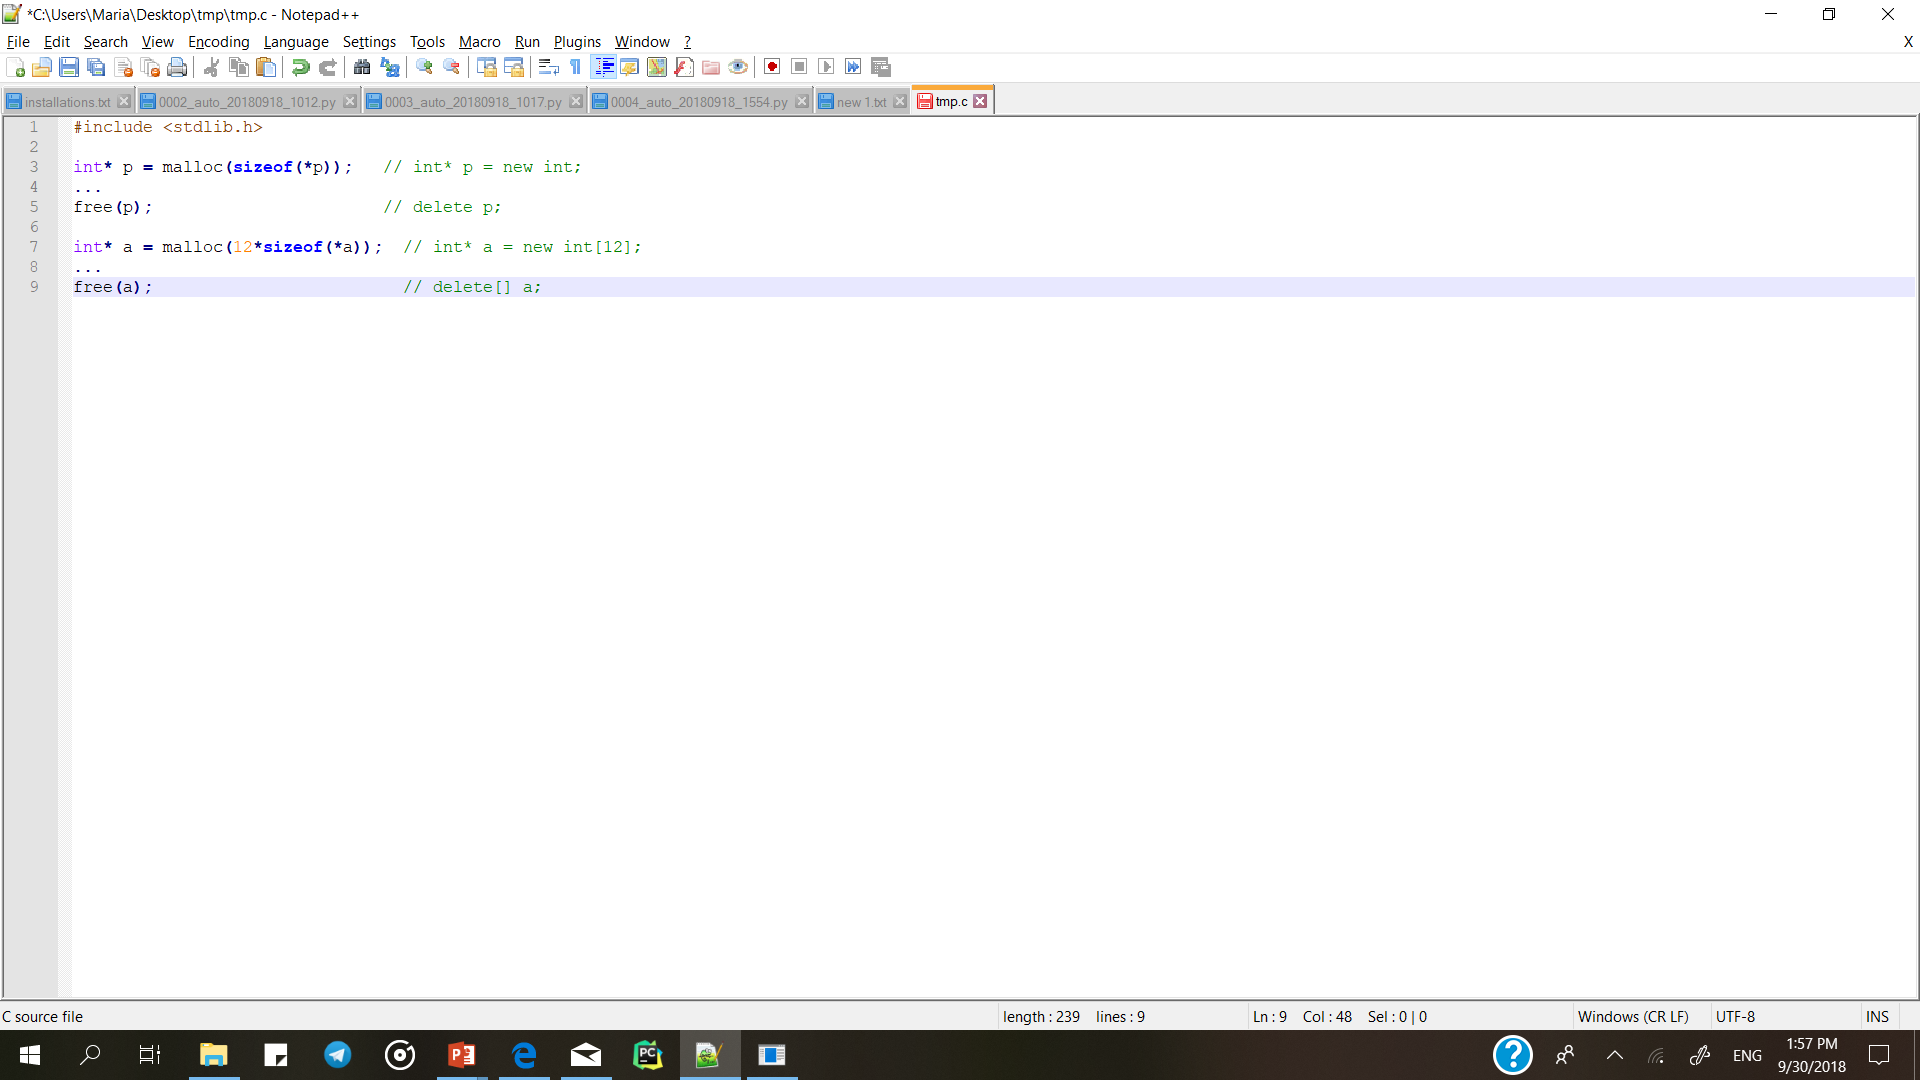 *C:\Users\Maria\Desktop\tmp\tmp.c - Notepad++
File Edit Search View Encoding Language Settings Tools Macro Run Plugins Window ? X
installations.txt 0002_auto_20180918_1012.py 0003_auto_20180918_1017.py 0004_auto_20180918_1554.py new 1.txt tmp.c
1 #include <stdlib.h>
2
3 int* p = malloc(sizeof(*p));   // int* p = new int;
4 ...
5 free(p);                       // delete p;
6
7 int* a = malloc(12*sizeof(*a));  // int* a = new int[12];
8 ...
9 free(a);                         // delete[] a;
C source file length : 239 lines : 9 Ln : 9 Col : 48 Sel : 0 | 0 Windows (CR LF) UTF-8 INS
ENG 1:57 PM
9/30/2018